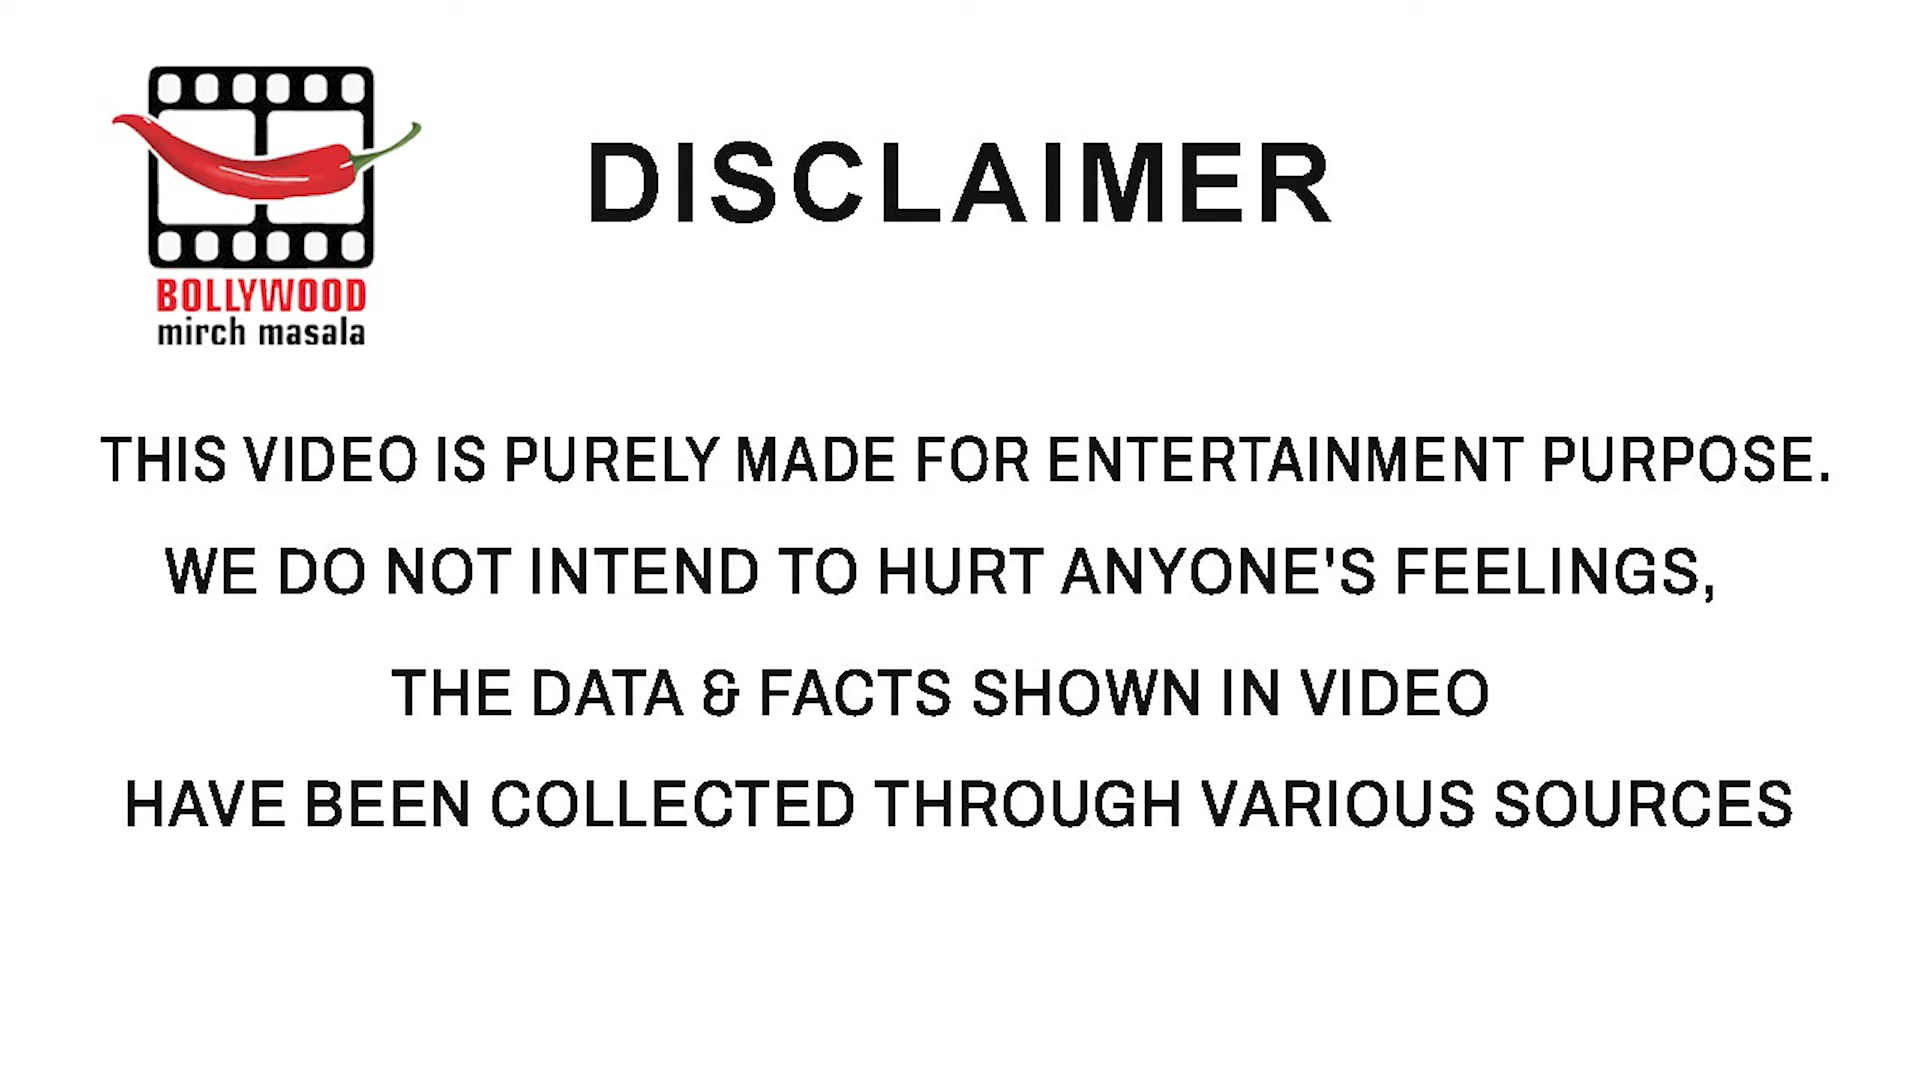 BOLLYWOOD
mirch masala
DISCLAIMER
THIS VIDEO IS PURELY MADE FOR ENTERTAINMENT PURPOSE.
WE DO NOT INTEND TO HURT ANYONE'S FEELINGS,
THE DATA & FACTS SHOWN IN VIDEO
HAVE BEEN COLLECTED THROUGH VARIOUS SOURCES